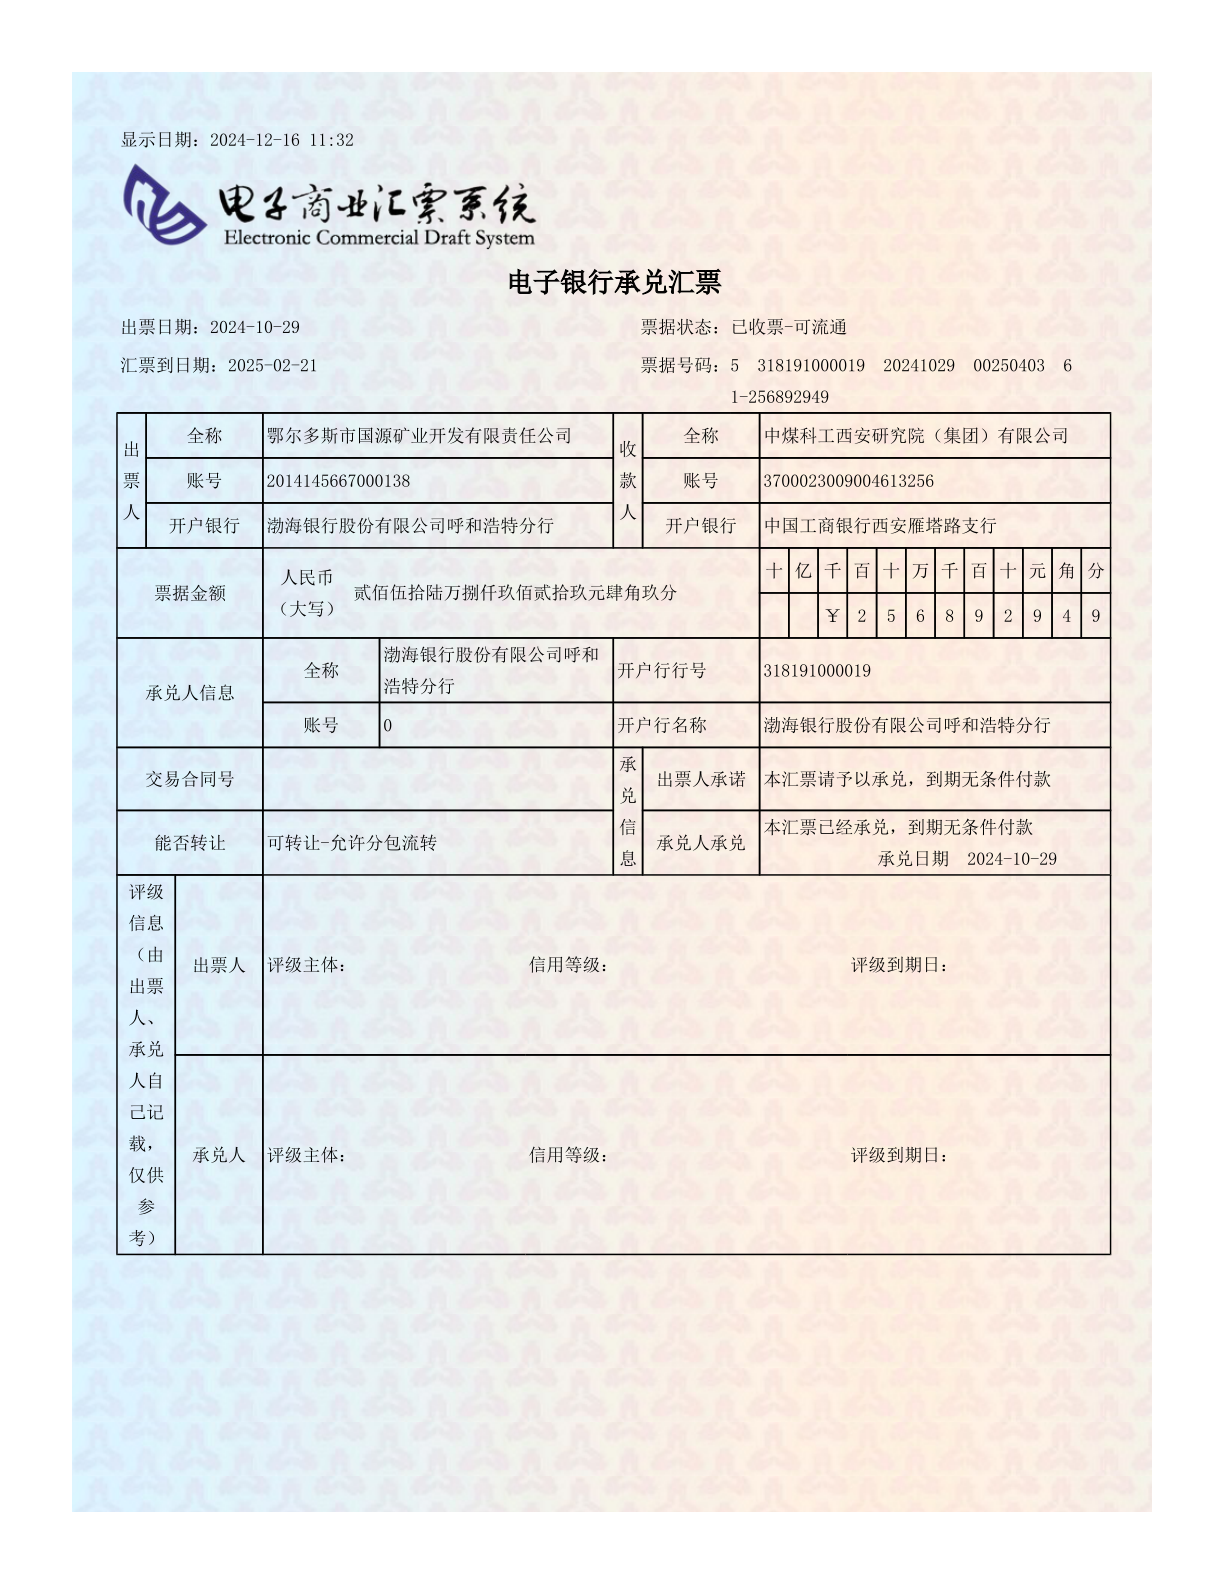 显示日期：2024-12-16 11:32
电子商业汇票系统
Electronic Commercial Draft System
电子银行承兑汇票
出票日期：2024-10-29 票据状态：已收票-可流通
汇票到日期：2025-02-21 票据号码：5 318191000019 20241029 00250403 6
1-256892949
出票人 全称 鄂尔多斯市国源矿业开发有限责任公司 收款人 全称 中煤科工西安研究院（集团）有限公司
账号 2014145667000138 账号 3700023009004613256
开户银行 渤海银行股份有限公司呼和浩特分行 开户银行 中国工商银行西安雁塔路支行
票据金额 人民币（大写） 贰佰伍拾陆万捌仟玖佰贰拾玖元肆角玖分 十 亿 千 百 十 万 千 百 十 元 角 分
￥ 2 5 6 8 9 2 9 4 9
承兑人信息 全称 渤海银行股份有限公司呼和浩特分行 开户行行号 318191000019
账号 0 开户行名称 渤海银行股份有限公司呼和浩特分行
交易合同号 承兑信息 出票人承诺 本汇票请予以承兑，到期无条件付款
能否转让 可转让-允许分包流转 承兑人承兑 本汇票已经承兑，到期无条件付款
承兑日期 2024-10-29
评级信息（由出票人、承兑人自己记载，仅供参考） 出票人 评级主体： 信用等级： 评级到期日：
承兑人 评级主体： 信用等级： 评级到期日：